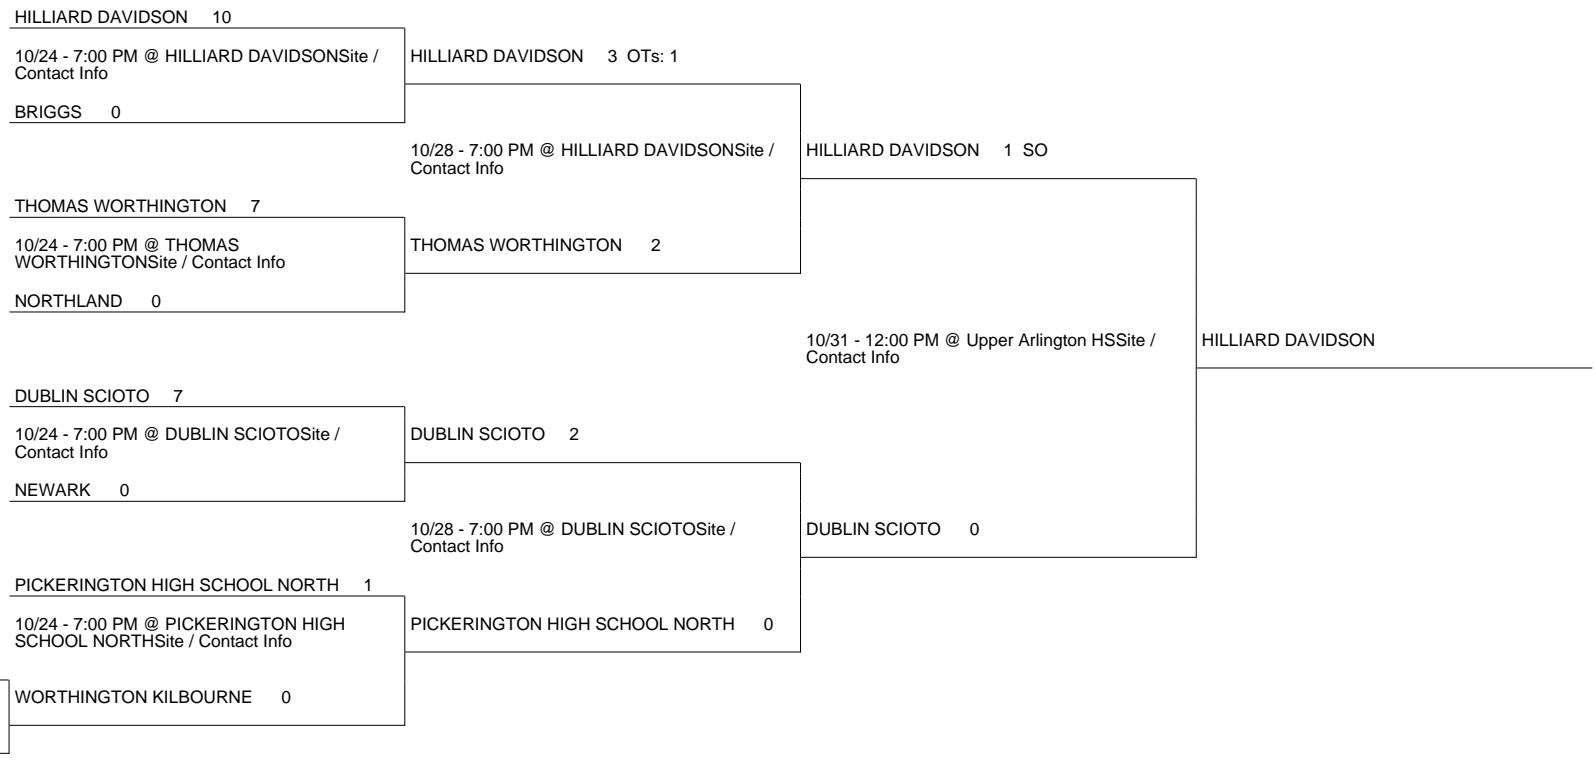 HILLIARD DAVIDSON 10
10/24 - 7:00 PM @ HILLIARD DAVIDSONSite /
Contact Info
BRIGGS 0
HILLIARD DAVIDSON 3 OTs: 1
10/28 - 7:00 PM @ HILLIARD DAVIDSONSite /
Contact Info
HILLIARD DAVIDSON 1 SO
THOMAS WORTHINGTON 7
10/24 - 7:00 PM @ THOMAS
WORTHINGTONSite / Contact Info
NORTHLAND 0
THOMAS WORTHINGTON 2
10/31 - 12:00 PM @ Upper Arlington HSSite /
Contact Info
HILLIARD DAVIDSON
DUBLIN SCIOTO 7
10/24 - 7:00 PM @ DUBLIN SCIOTOSite /
Contact Info
NEWARK 0
DUBLIN SCIOTO 2
10/28 - 7:00 PM @ DUBLIN SCIOTOSite /
Contact Info
DUBLIN SCIOTO 0
PICKERINGTON HIGH SCHOOL NORTH 1
10/24 - 7:00 PM @ PICKERINGTON HIGH
SCHOOL NORTHSite / Contact Info
PICKERINGTON HIGH SCHOOL NORTH 0
WORTHINGTON KILBOURNE 0